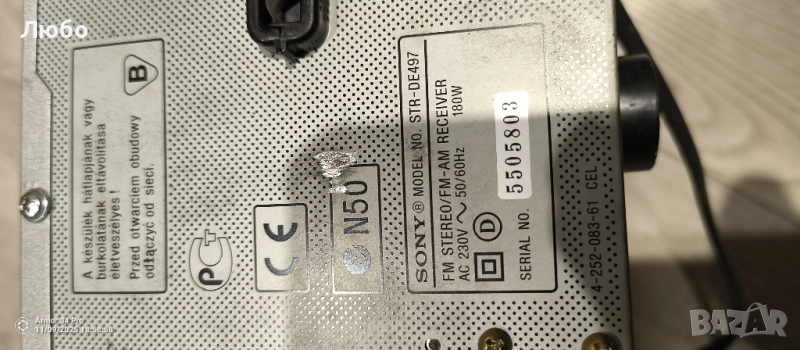 Любо
A készülék hátlapjának vagy
burkolatának eltávolítása
életveszélyes!
Przed otwarciem obudowy
odłączyć od sieci.
B
CE
N50
SONY® MODEL NO. STR-DE497
FM STEREO/FM-AM RECEIVER
AC 230V ~ 50/60Hz 180W
D
SERIAL NO. 5505803
4-252-083-61 CEL
Armor 24 Pro
11/09/2025 18:58:58
BAZAR